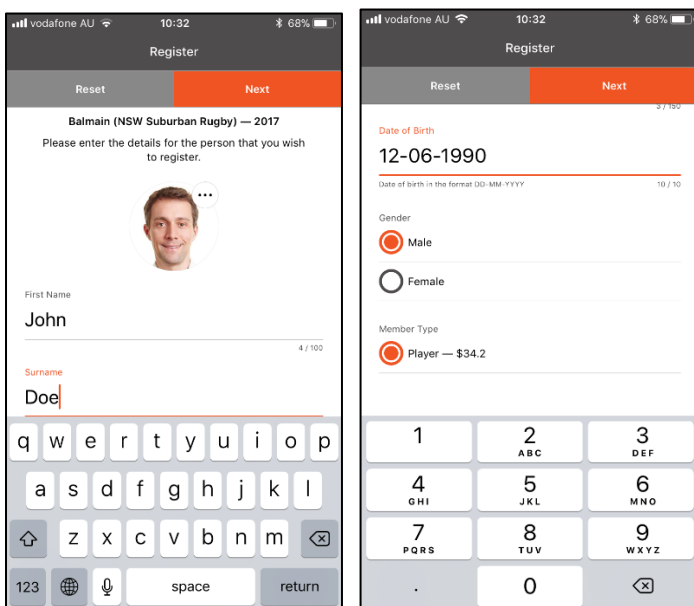 vodafone AU 10:32 68%
Register
Reset Next
Balmain (NSW Suburban Rugby) — 2017
Please enter the details for the person that you wish
to register.
First Name
John
4 / 100
Surname
Doe
q w e r t y u i o p
a s d f g h j k l
z x c v b n m
123 space return
vodafone AU 10:32 68%
Register
Reset Next
3 / 150
Date of Birth
12-06-1990
Date of birth in the format DD-MM-YYYY 10 / 10
Gender
Male
Female
Member Type
Player — $34.2
1 2 3
ABC DEF
4 5 6
GHI JKL MNO
7 8 9
PQRS TUV WXYZ
. 0